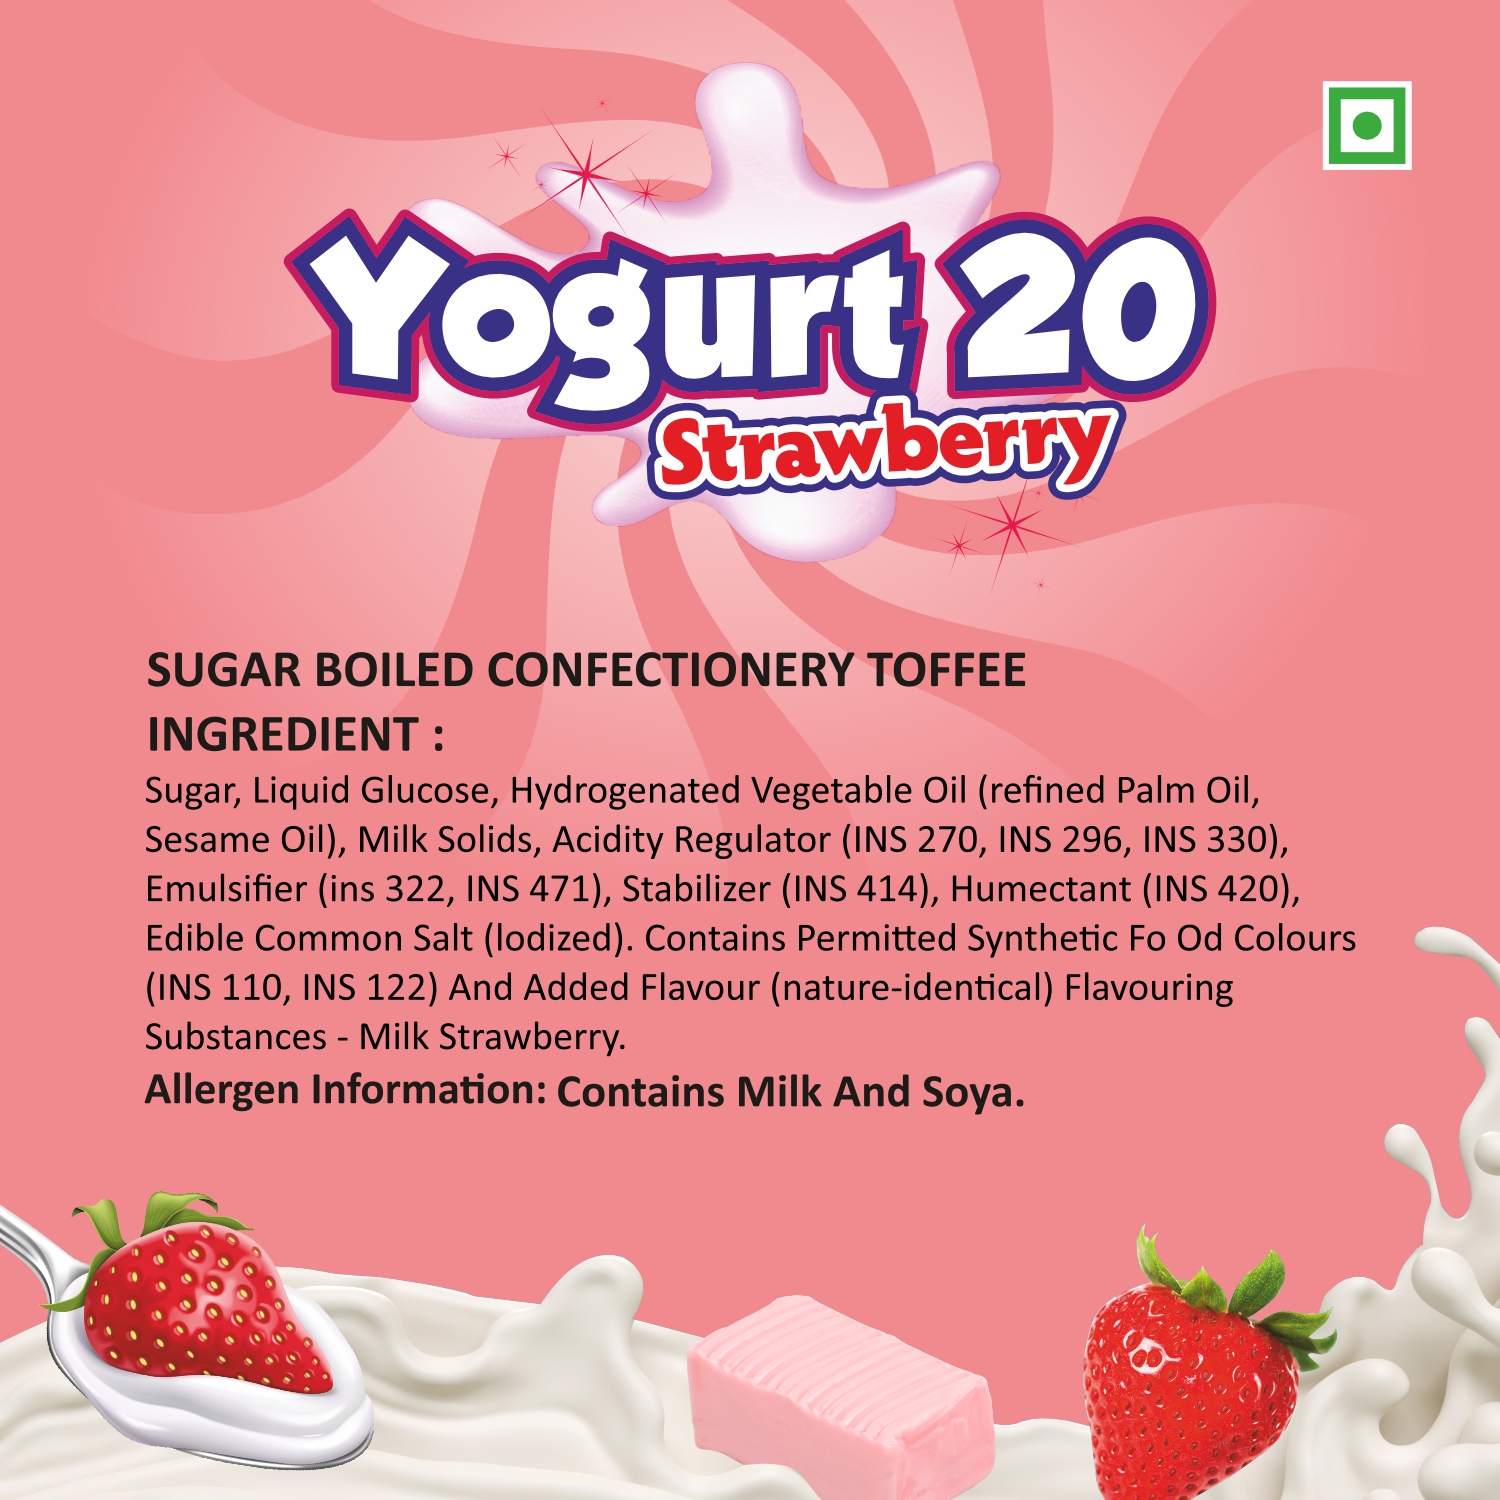 Yogurt 20
Strawberry
SUGAR BOILED CONFECTIONERY TOFFEE
INGREDIENT :
Sugar, Liquid Glucose, Hydrogenated Vegetable Oil (refined Palm Oil,
Sesame Oil), Milk Solids, Acidity Regulator (INS 270, INS 296, INS 330),
Emulsifier (ins 322, INS 471), Stabilizer (INS 414), Humectant (INS 420),
Edible Common Salt (lodized). Contains Permitted Synthetic Fo Od Colours
(INS 110, INS 122) And Added Flavour (nature-identical) Flavouring
Substances - Milk Strawberry.
Allergen Information: Contains Milk And Soya.